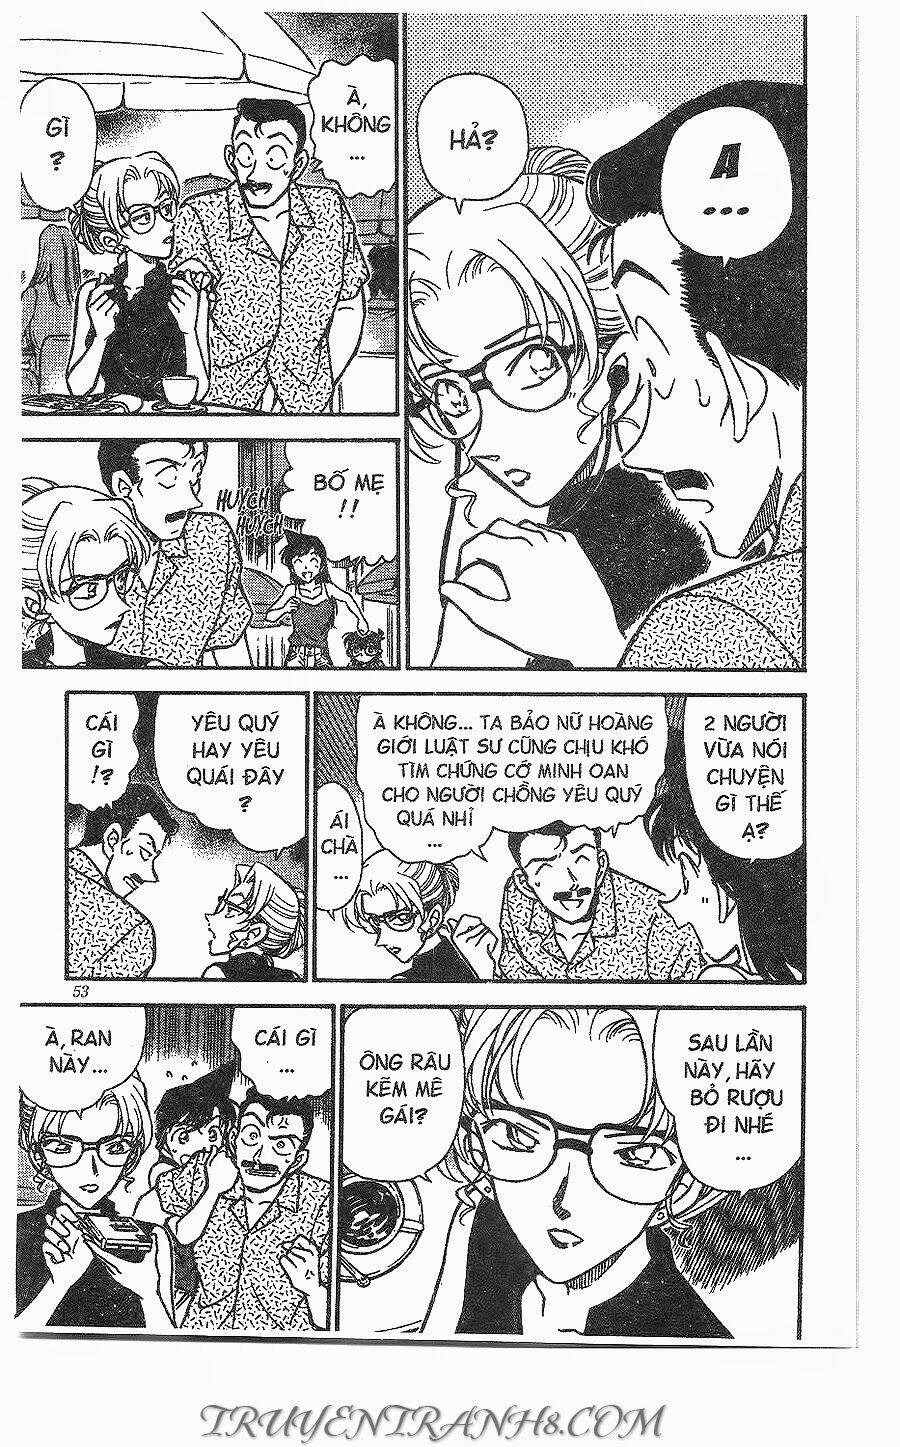 A
...
HẢ?
À,
KHÔNG
...
GÌ
?
BỐ MẸ
!!
HUỴCH
HUỴCH
2 NGƯỜI
VỪA NÓI
CHUYỆN
GÌ THẾ
Ạ?
À KHÔNG... TA BẢO NỮ HOÀNG
GIỚI LUẬT SƯ CŨNG CHỊU KHÓ
TÌM CHỨNG CỚ MINH OAN
CHO NGƯỜI CHỒNG YÊU QUÝ
QUÁ NHỈ
...
ÁI
CHÀ
...
YÊU QUÝ
HAY YÊU
QUÁI ĐÂY
?
CÁI
GÌ
!?
53
SAU LẦN
NÀY, HÃY
BỎ RƯỢU
ĐI NHÉ
...
ÔNG RÂU
KẼM MÊ
GÁI?
CÁI GÌ
...
À, RAN
NÀY...
TRUYENTRANH8.COM